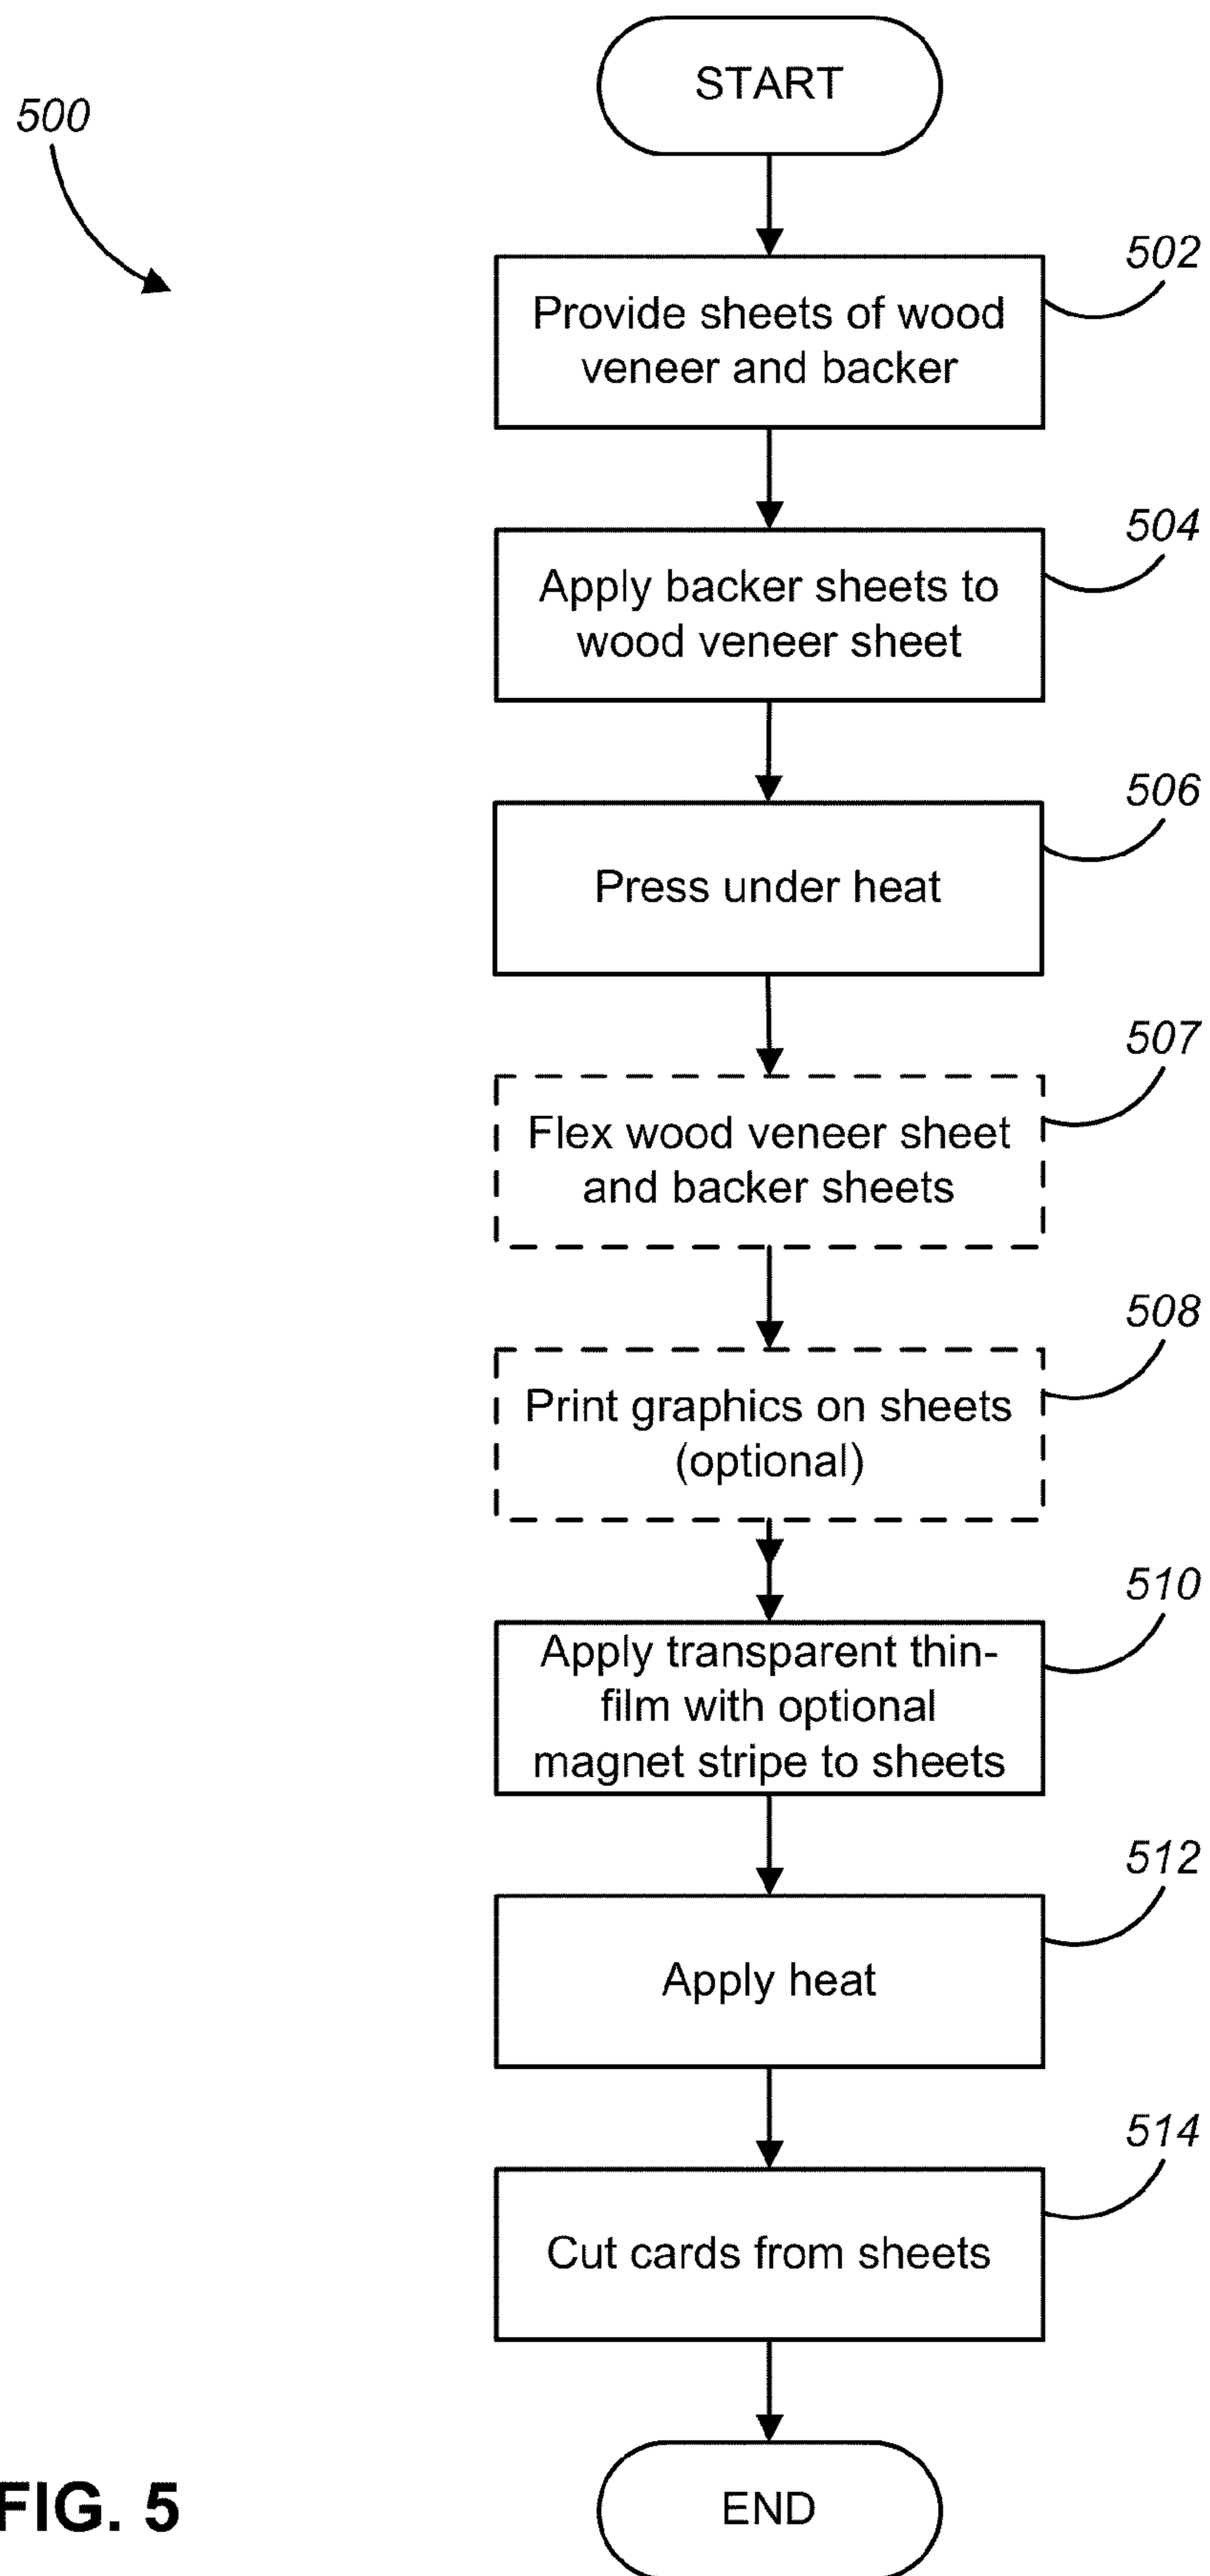 START
500
502
Provide sheets of wood
veneer and backer
504
Apply backer sheets to
wood veneer sheet
506
Press under heat
507
Flex wood veneer sheet
and backer sheets
508
Print graphics on sheets
(optional)
510
Apply transparent thin-
film with optional
magnet stripe to sheets
512
Apply heat
514
Cut cards from sheets
END
FIG. 5